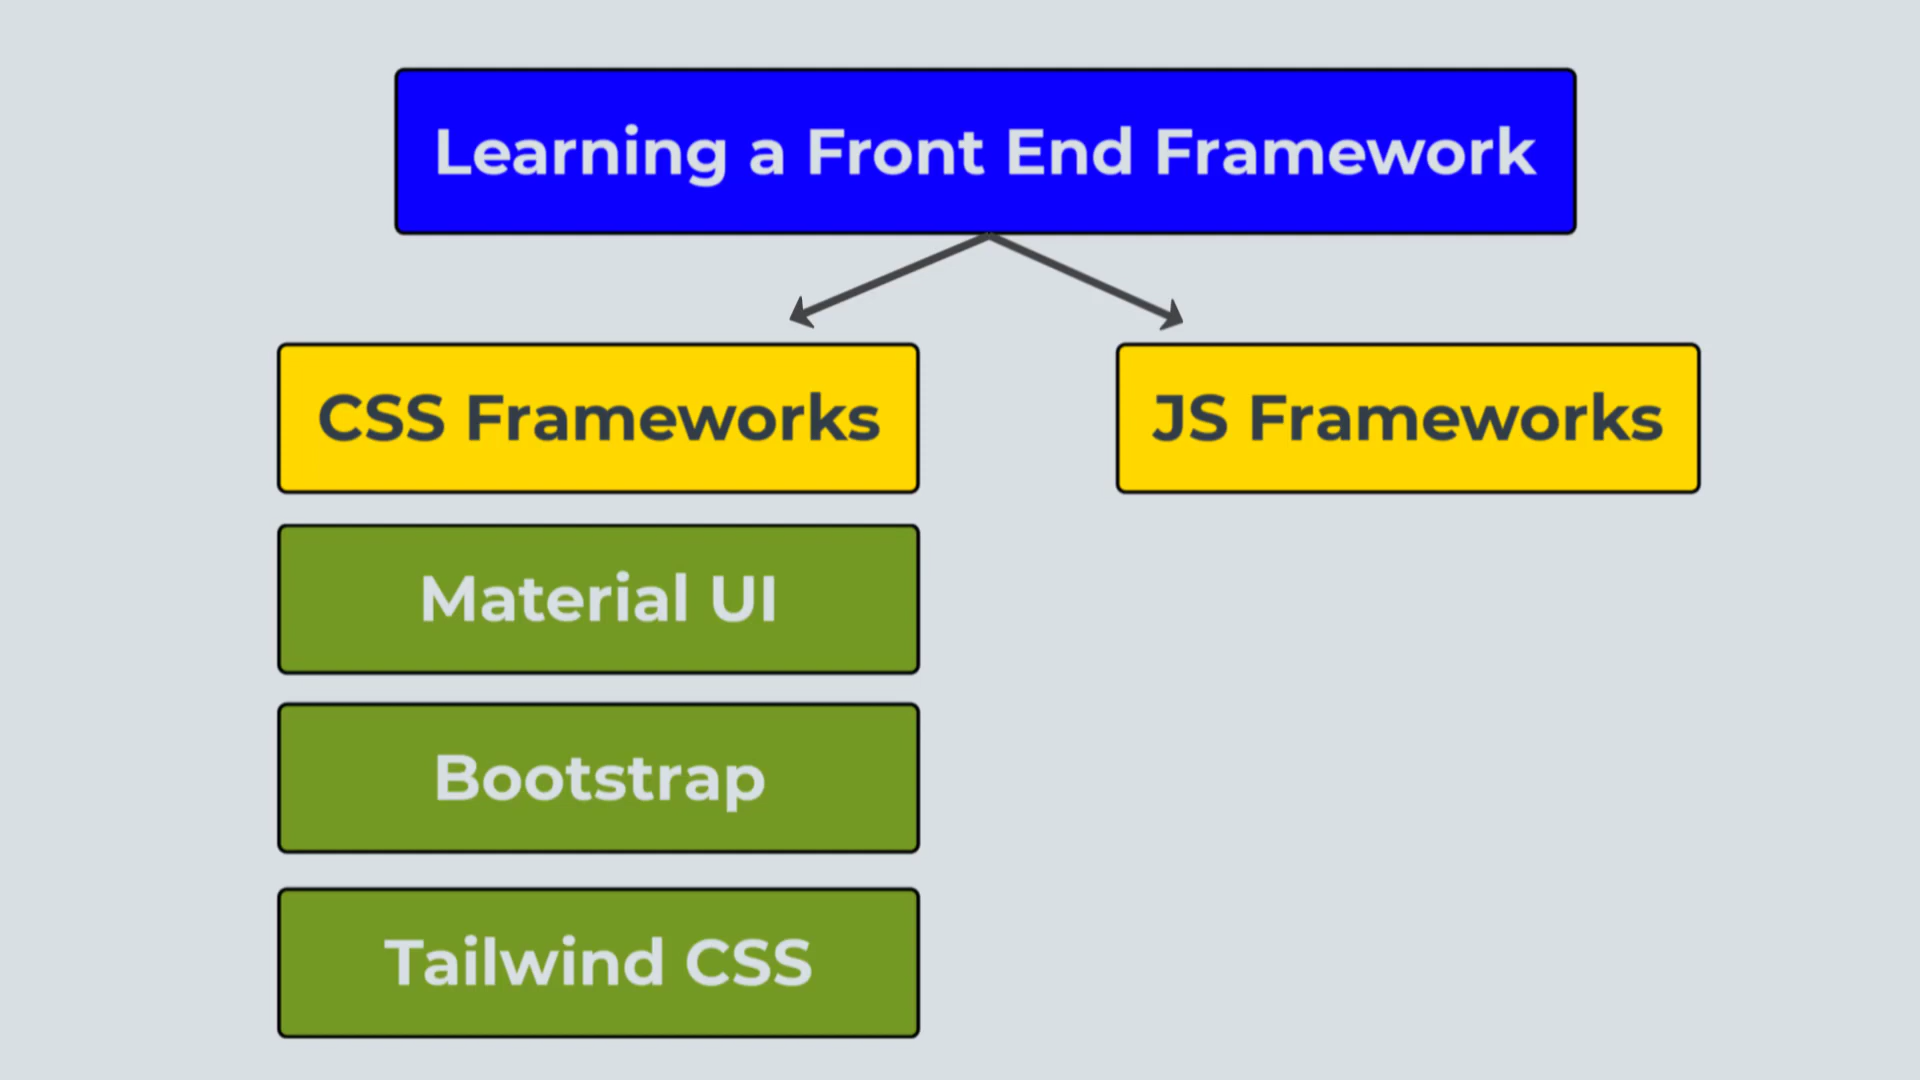 Learning a Front End Framework
CSS Frameworks
JS Frameworks
Material UI
Bootstrap
Tailwind CSS